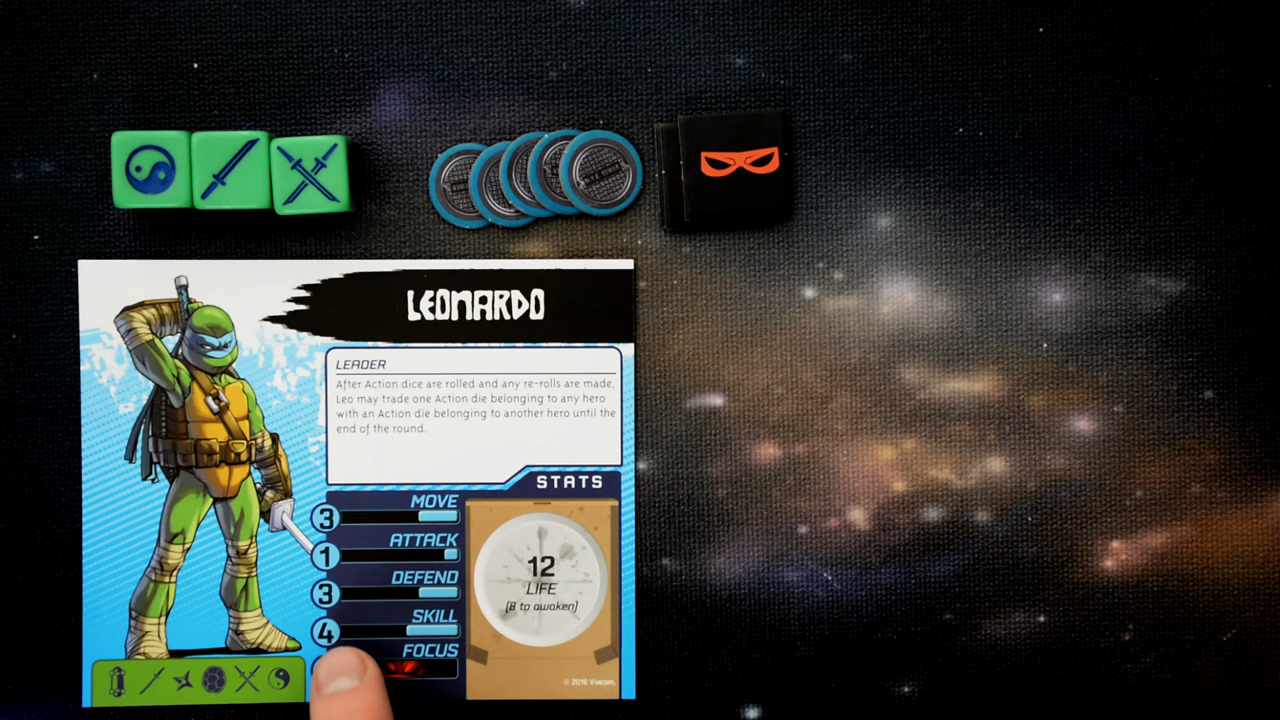 LEONARDO
LEADER
After Action dice are rolled and any re-rolls are made,
Leo may trade one Action die belonging to any hero
with an Action die belonging to another hero until the
end of the round.
STATS
MOVE
3
ATTACK
1
DEFEND
3
SKILL
4
FOCUS
12
LIFE
(8 to awaken)
© 2016 Viacom.